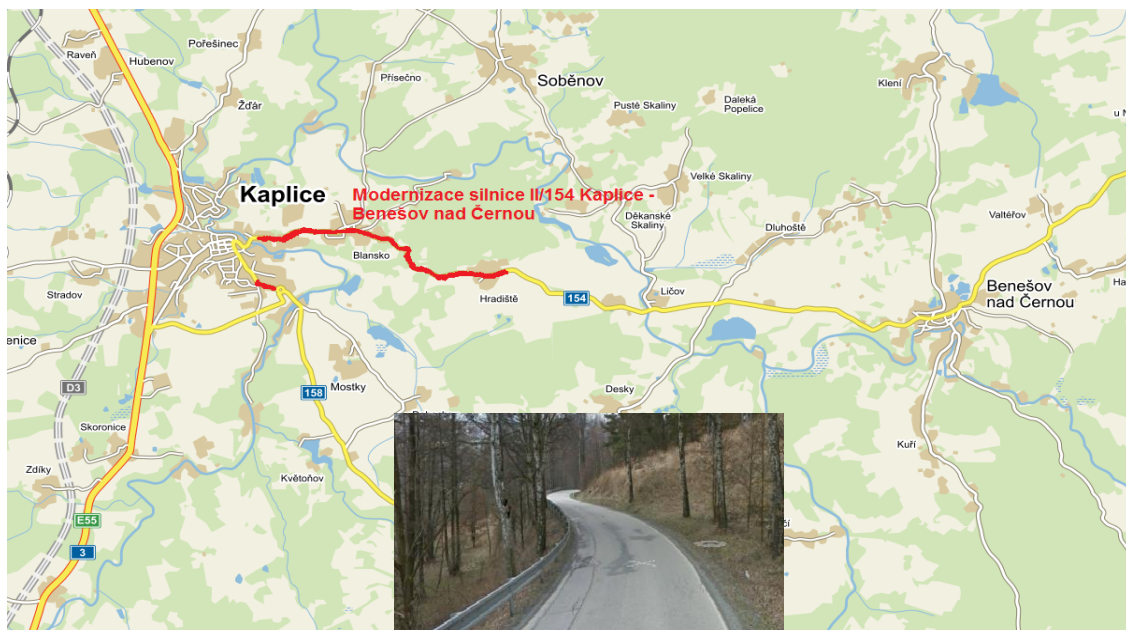 Pořešinec
Raveň
Hubenov
Přísečno
Soběnov
Klení
Žďár
Pusté Skaliny
Daleká
Popelice
Kaplice
Modernizace silnice II/154 Kaplice -
Benešov nad Černou
Velké Skaliny
Děkanské
Skaliny
Valtéřov
Dluhoště
Blansko
Stradov
Hradiště
154
Ličov
Benešov
nad Černou
enice
D3
158
Mostky
Desky
Skoronice
Kuří
Zdíky
Květoňov
E55
3